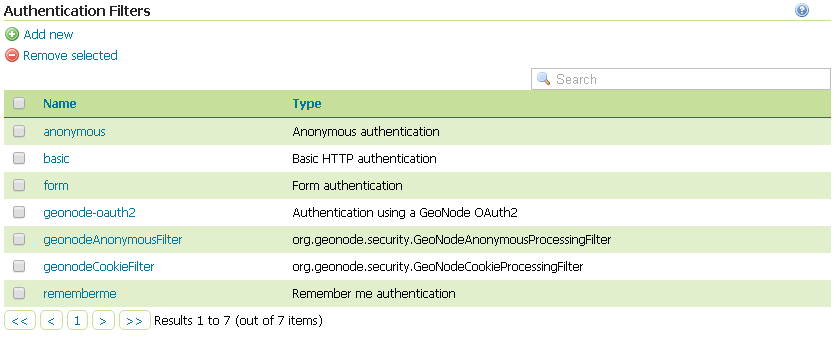 Authentication Filters
Add new
Remove selected
Search
Name Type
anonymous Anonymous authentication
basic Basic HTTP authentication
form Form authentication
geonode-oauth2 Authentication using a GeoNode OAuth2
geonodeAnonymousFilter org.geonode.security.GeoNodeAnonymousProcessingFilter
geonodeCookieFilter org.geonode.security.GeoNodeCookieProcessingFilter
rememberme Remember me authentication
<< < 1 > >> Results 1 to 7 (out of 7 items)